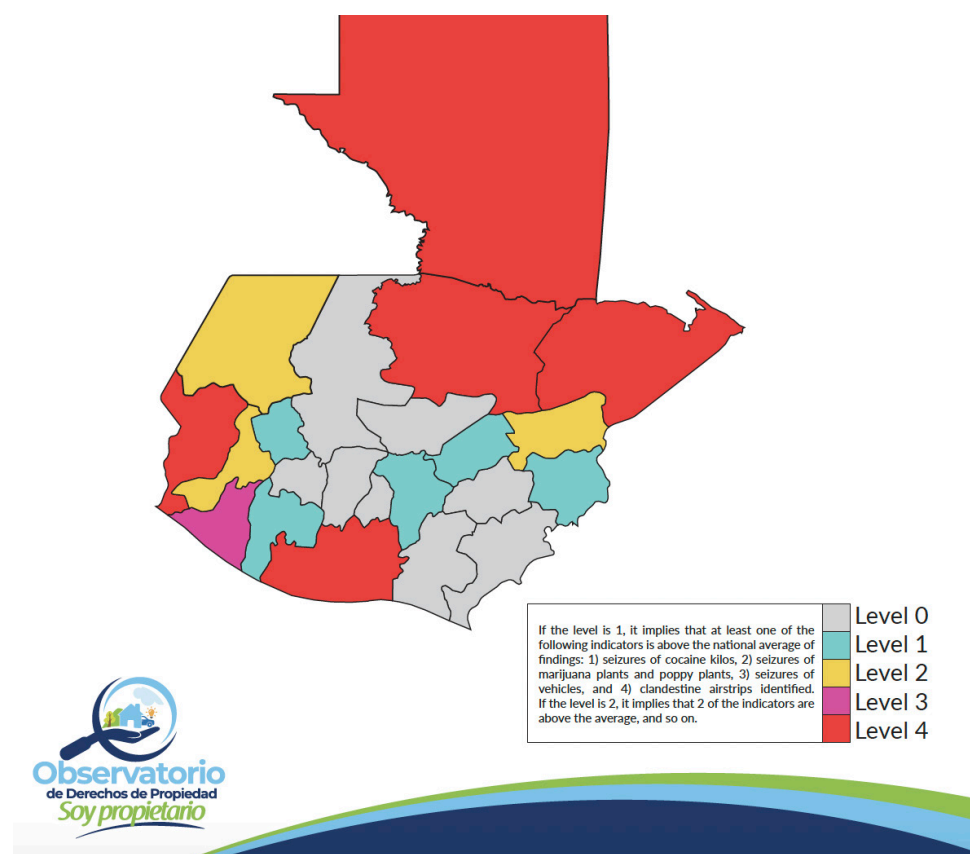 If the level is 1, it implies that at least one of the
following indicators is above the national average of
findings: 1) seizures of cocaine kilos, 2) seizures of
marijuana plants and poppy plants, 3) seizures of
vehicles, and 4) clandestine airstrips identified.
If the level is 2, it implies that 2 of the indicators are
above the average, and so on.
Level 0
Level 1
Level 2
Level 3
Level 4
Observatorio
de Derechos de Propiedad
Soy propietario